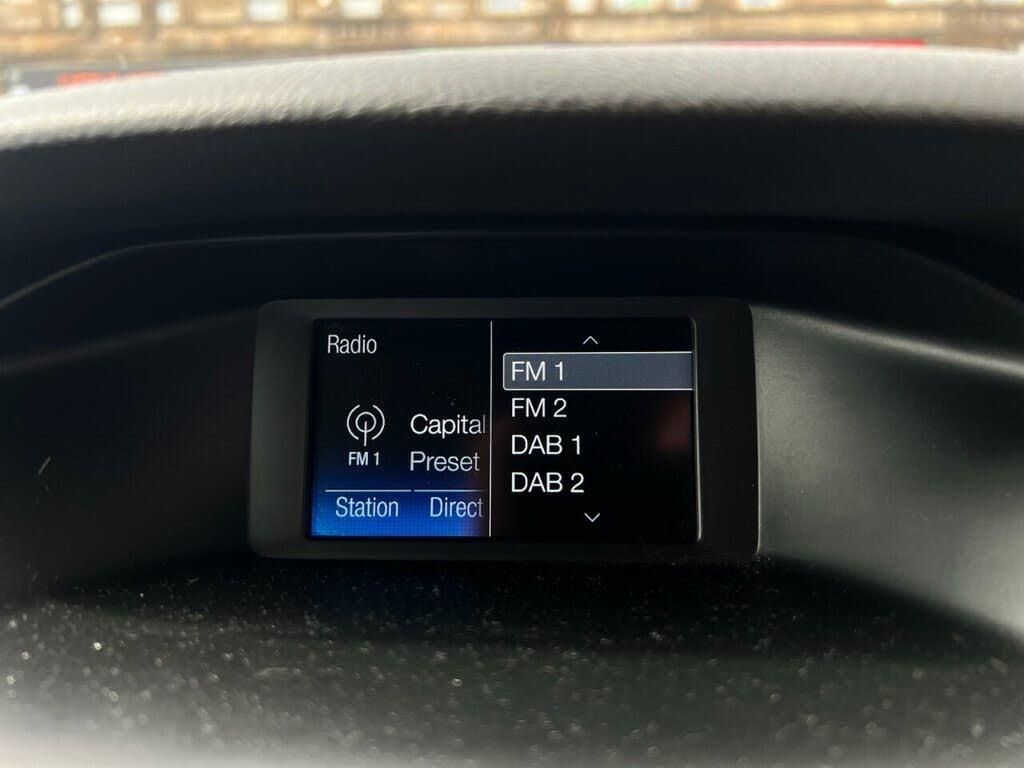 Radio
FM 1
Capital
Preset
Station
Direct
FM 1
FM 2
DAB 1
DAB 2